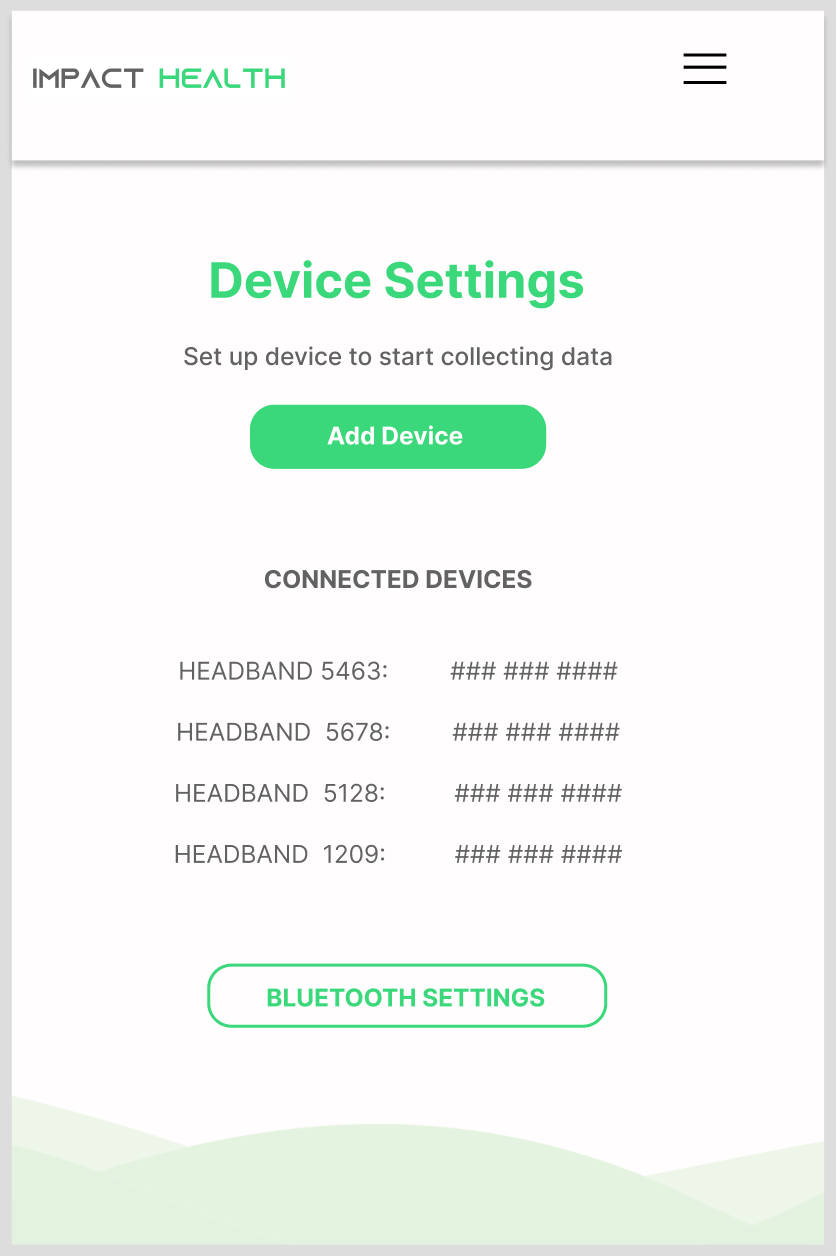 IMPACT HEALTH
Device Settings
Set up device to start collecting data
Add Device
CONNECTED DEVICES
HEADBAND 5463: ### ### ####
HEADBAND 5678: ### ### ####
HEADBAND 5128: ### ### ####
HEADBAND 1209: ### ### ####
BLUETOOTH SETTINGS